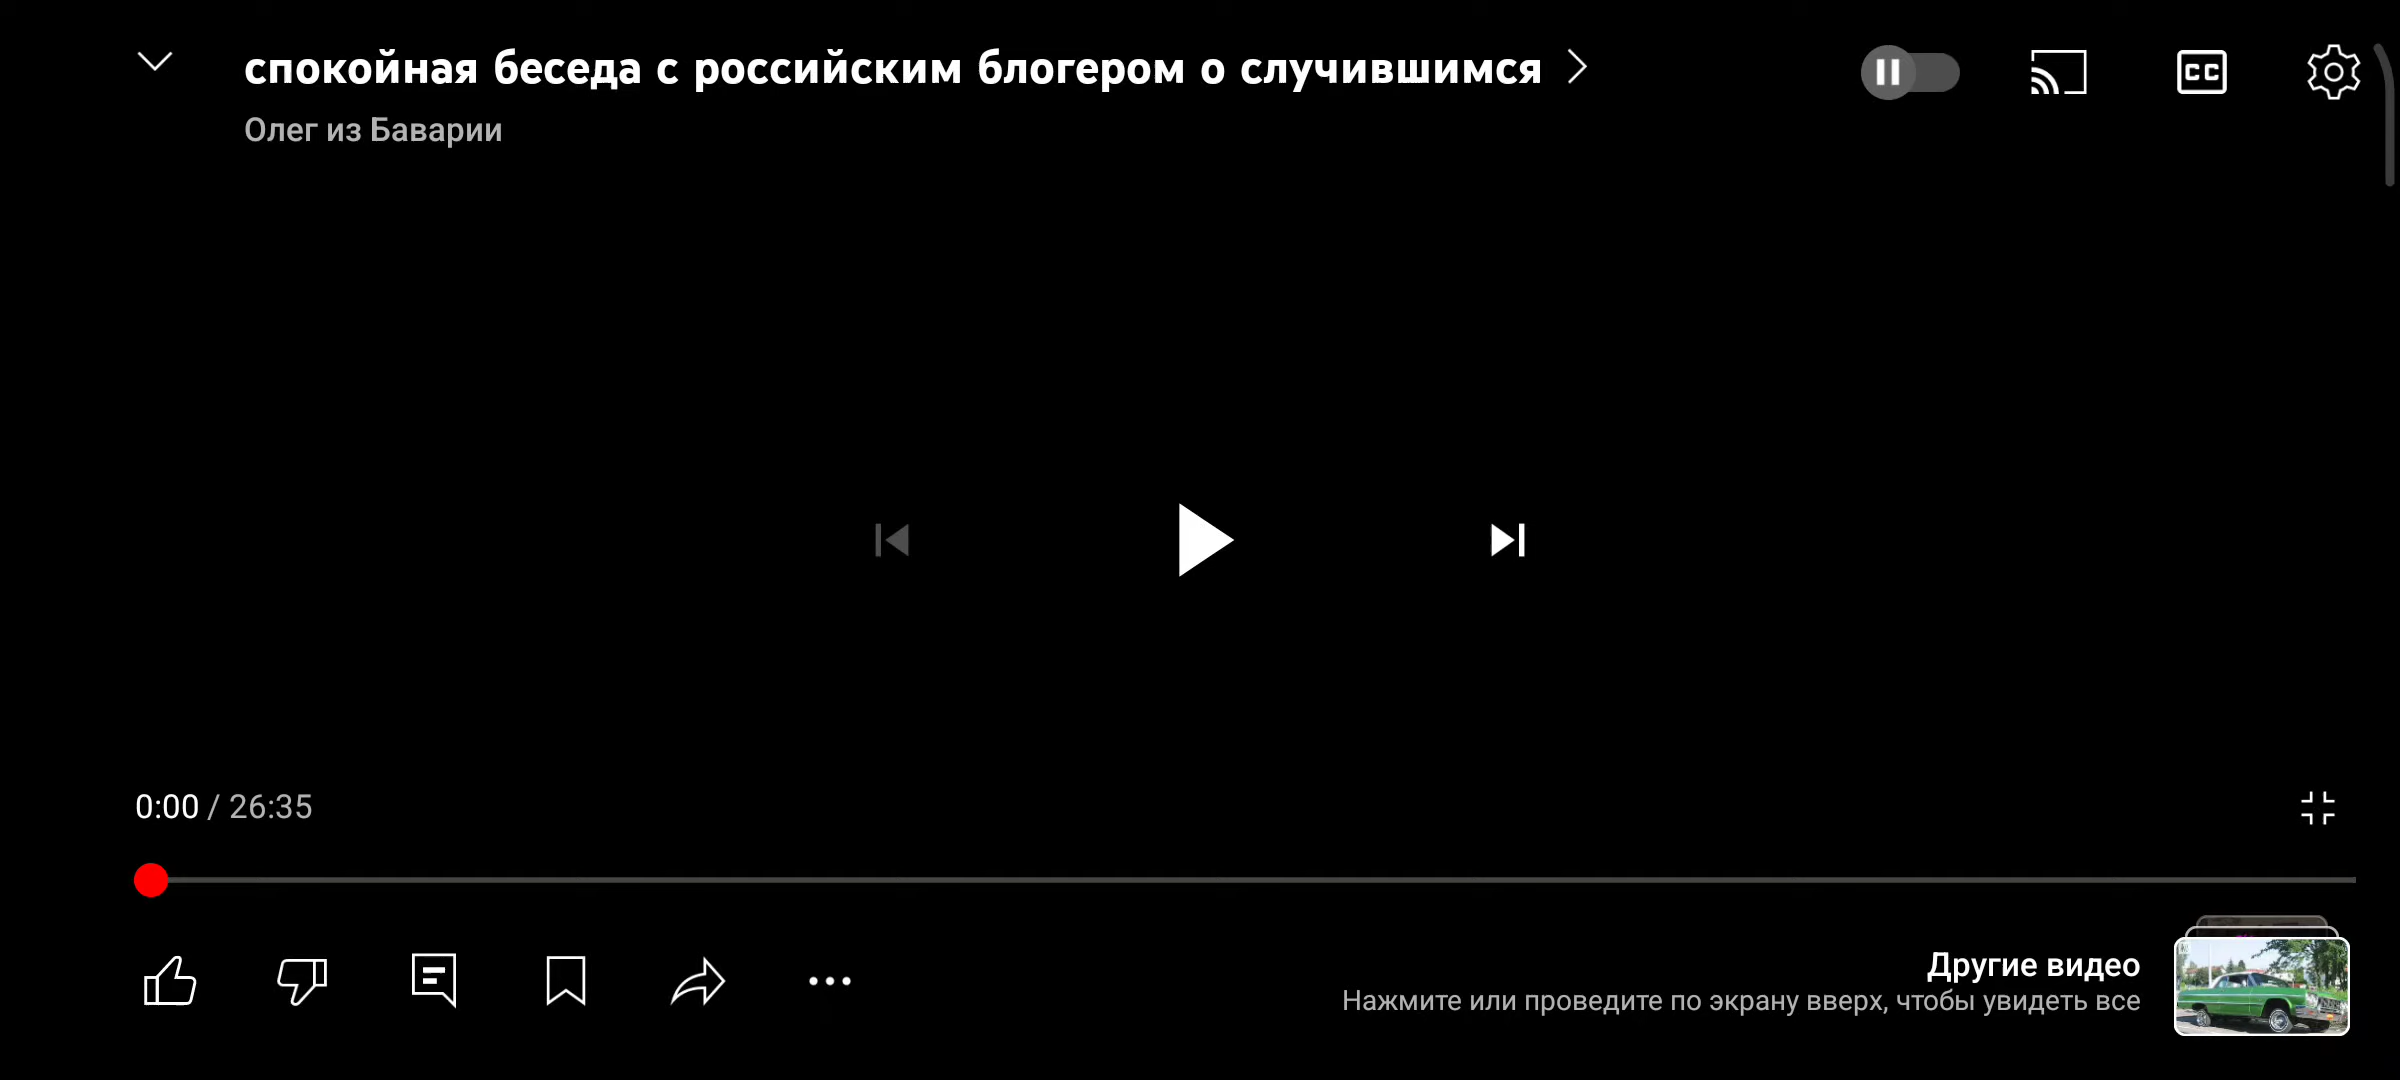 спокойная беседа с российским блогером о случившимся
Олег из Баварии
CC
0:00 / 26:35
Другие видео
Нажмите или проведите по экрану вверх, чтобы увидеть все